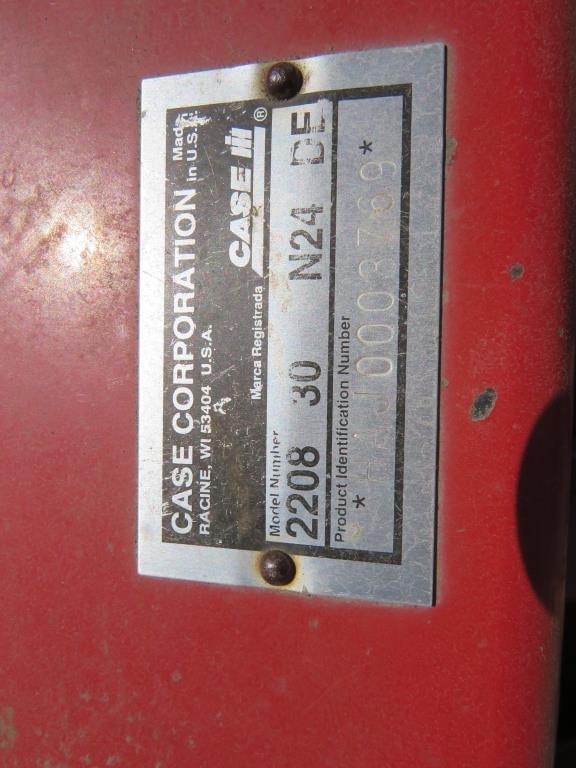 CASE CORPORATION Made in U.S.A.
RACINE, WI 53404 U.S.A.
Marca Registrada CASE IH ®
Model Number
2208 30 N24 DE
Product Identification Number
* HAJ0003769 *